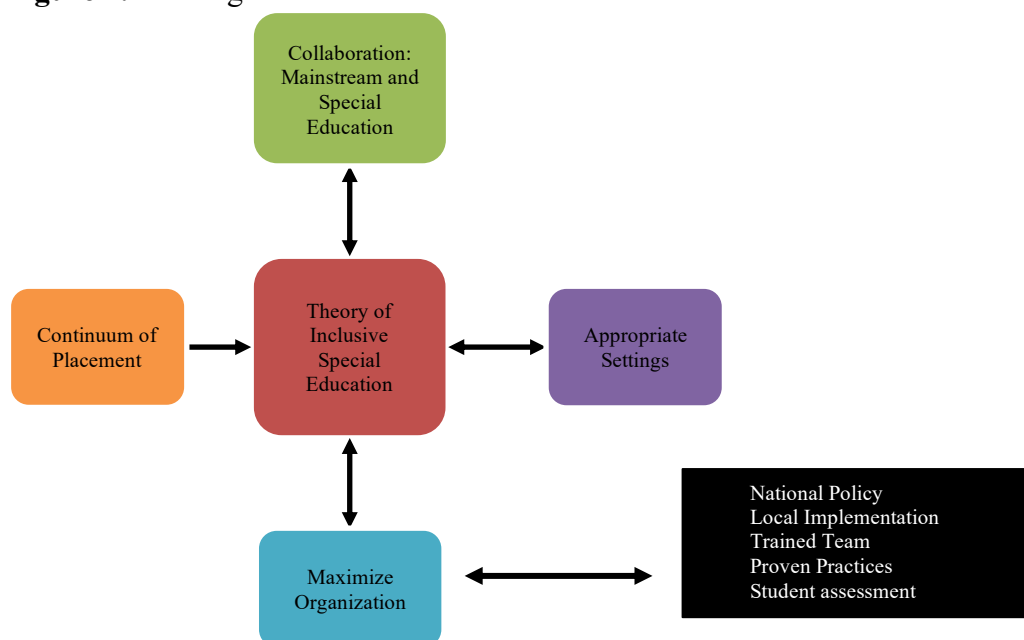 Collaboration:
Mainstream and
Special
Education
Theory of
Inclusive
Special
Education
Continuum of
Placement
Appropriate
Settings
National Policy
Local Implementation
Trained Team
Proven Practices
Student assessment
Maximize
Organization